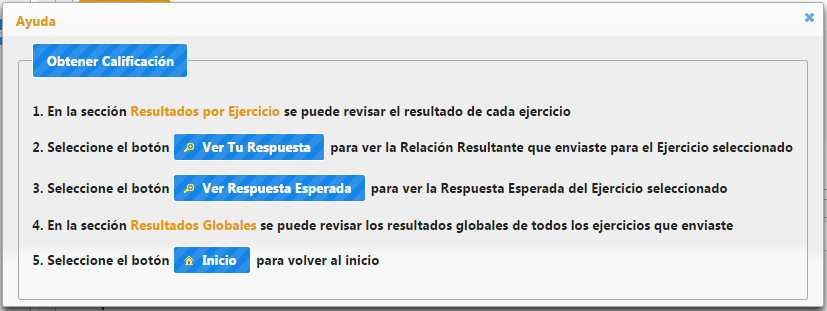 Ayuda
Obtener Calificación
1. En la sección Resultados por Ejercicio se puede revisar el resultado de cada ejercicio
2. Seleccione el botón Ver Tu Respuesta para ver la Relación Resultante que enviaste para el Ejercicio seleccionado
3. Seleccione el botón Ver Respuesta Esperada para ver la Respuesta Esperada del Ejercicio seleccionado
4. En la sección Resultados Globales se puede revisar los resultados globales de todos los ejercicios que enviaste
5. Seleccione el botón Inicio para volver al inicio